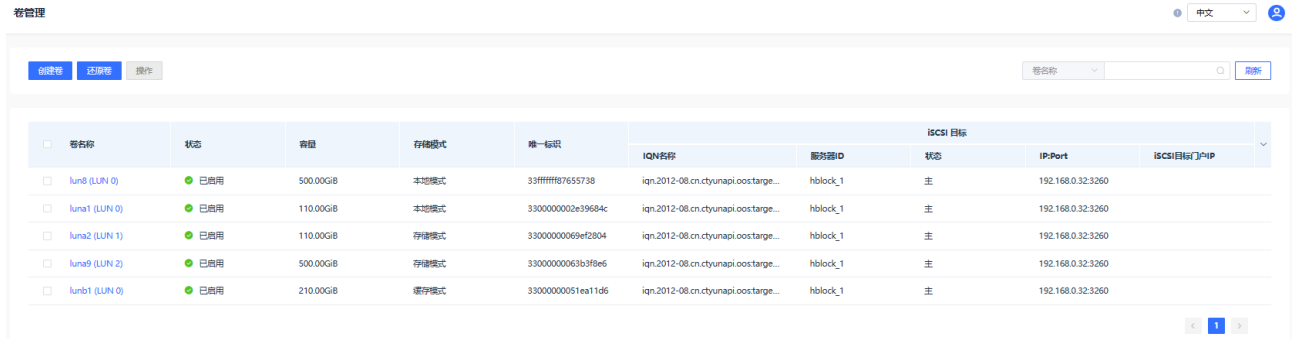 卷管理
中文
创建卷 还原卷 操作 卷名称 刷新
iSCSI 目标
卷名称 状态 容量 存储模式 唯一标识
IQN名称 服务器ID 状态 IP:Port iSCSI目标门户IP
lun8 (LUN 0) 已启用 500.00GiB 本地模式 33ffffff87655738 iqn.2012-08.cn.ctyunapi.oos:targe... hblock_1 主 192.168.0.32:3260
luna1 (LUN 0) 已启用 110.00GiB 本地模式 3300000002e39684c iqn.2012-08.cn.ctyunapi.oos:targe... hblock_1 主 192.168.0.32:3260
luna2 (LUN 1) 已启用 110.00GiB 存储模式 33000000069ef2804 iqn.2012-08.cn.ctyunapi.oos:targe... hblock_1 主 192.168.0.32:3260
luna9 (LUN 2) 已启用 500.00GiB 存储模式 33000000063b3f8e6 iqn.2012-08.cn.ctyunapi.oos:targe... hblock_1 主 192.168.0.32:3260
lunb1 (LUN 0) 已启用 210.00GiB 缓存模式 33000000051ea11d6 iqn.2012-08.cn.ctyunapi.oos:targe... hblock_1 主 192.168.0.32:3260
1